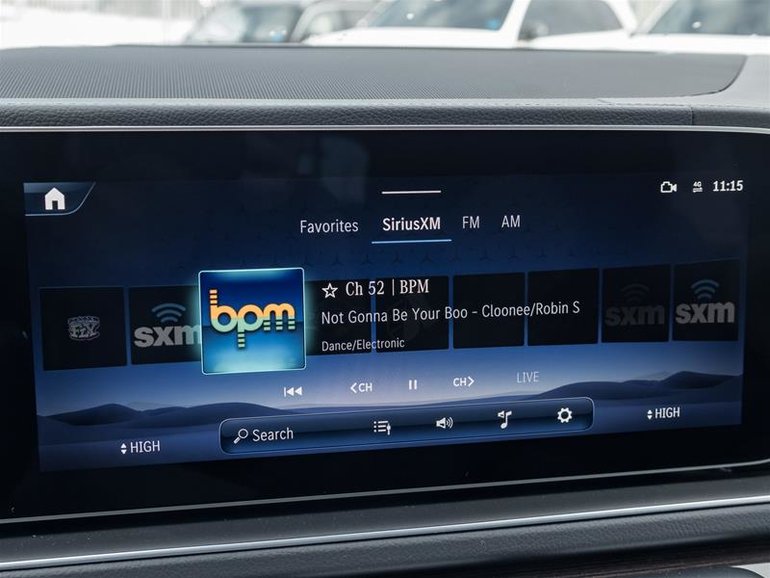 4G 11:15
Favorites SiriusXM FM AM
Ch 52 | BPM
bpm
sxm
Not Gonna Be Your Boo - Cloonee/Robin S
sxm
sxm
Dance/Electronic
CH CH LIVE
Search
HIGH
HIGH